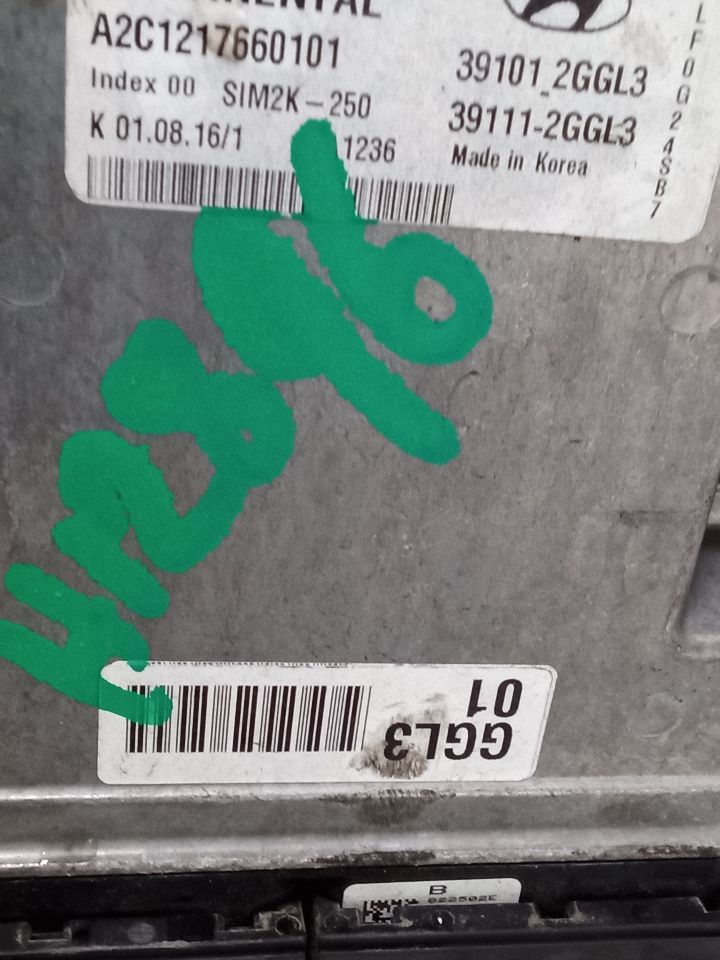 A2C1217660101
Index 00 SIM2K-250
K 01.08.16/1 1236
39101-2GGL3
39111-2GGL3
Made in Korea
LF0G24SB7
GGL3
01
B